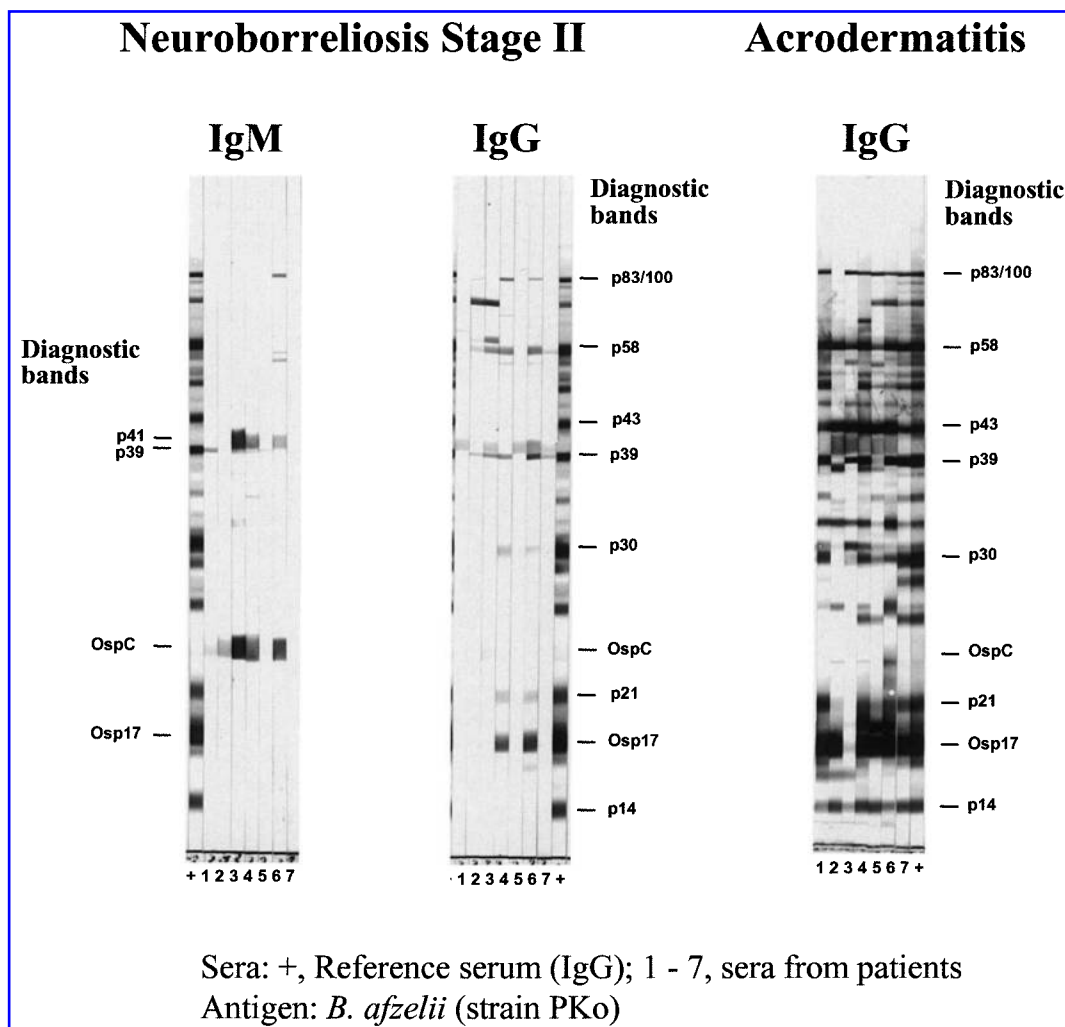 Neuroborreliosis Stage II
Acrodermatitis
IgM
IgG
IgG
Diagnostic
bands
Diagnostic
bands
Diagnostic
bands
p41
p39
OspC
Osp17
p83/100
p58
p43
p39
p30
OspC
p21
Osp17
p14
p83/100
p58
p43
p39
p30
OspC
p21
Osp17
p14
+ 1 2 3 4 5 6 7
· 1 2 3 4 5 6 7 +
1 2 3 4 5 6 7 +
Sera: +, Reference serum (IgG); 1 - 7, sera from patients
Antigen: B. afzelii (strain PKo)